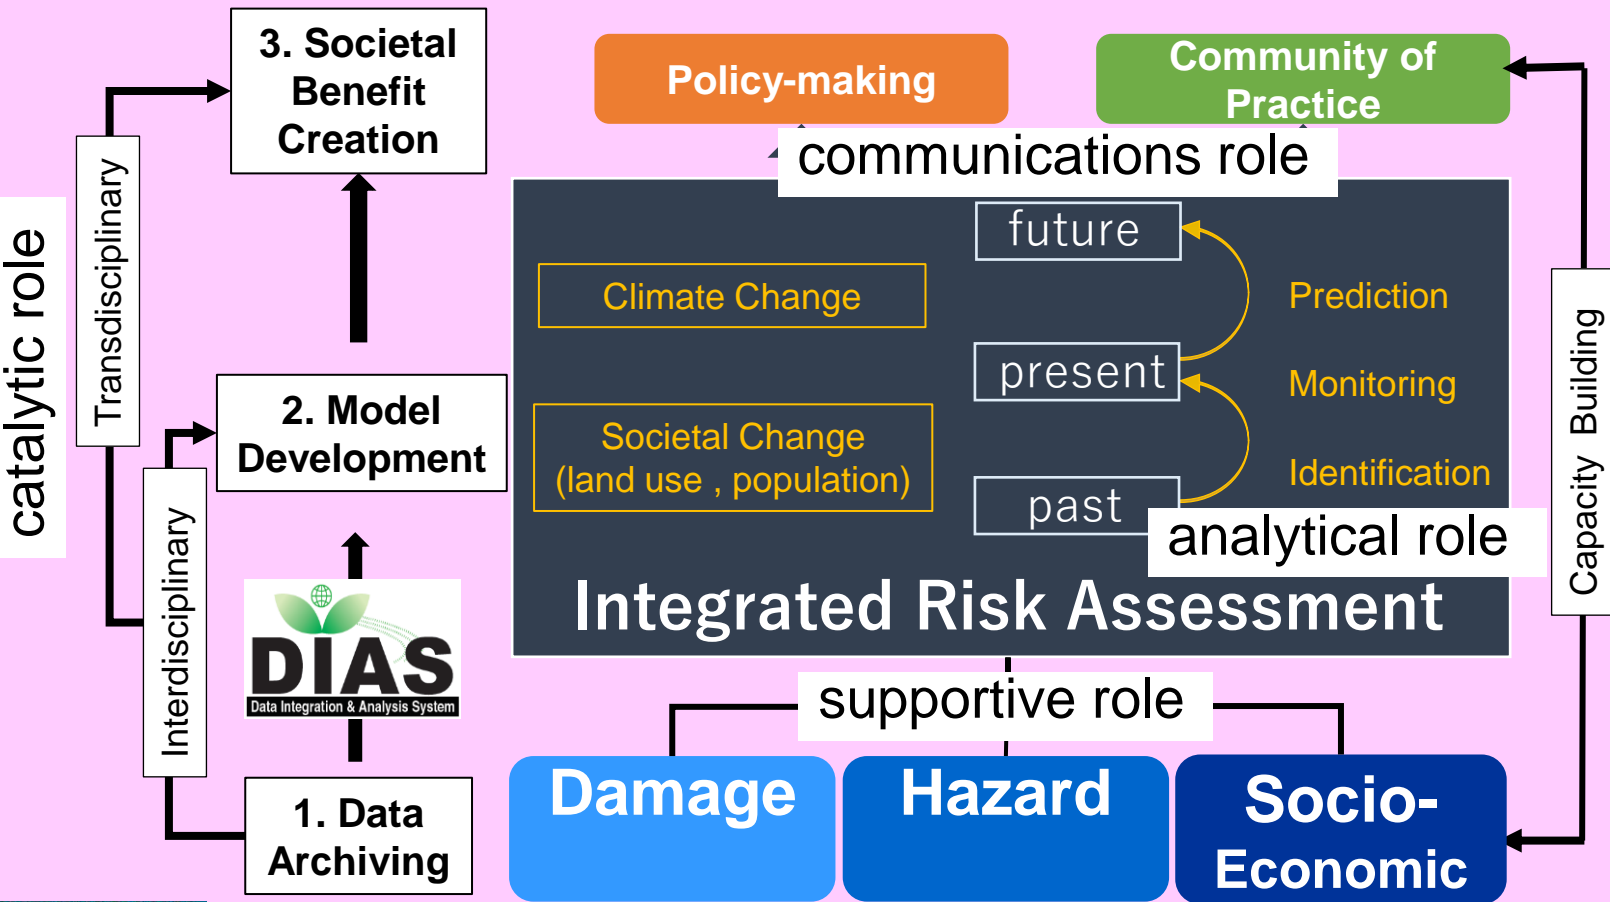 3. Societal
Benefit
Creation
Policy-making
Community of
Practice
communications role
catalytic role
Transdisciplinary
future
Climate Change
Prediction
present
Monitoring
2. Model
Development
Societal Change
(land use , population)
Identification
past
analytical role
Capacity Building
Interdisciplinary
DIAS
Data Integration & Analysis System
Integrated Risk Assessment
supportive role
1. Data
Archiving
Damage
Hazard
Socio-
Economic